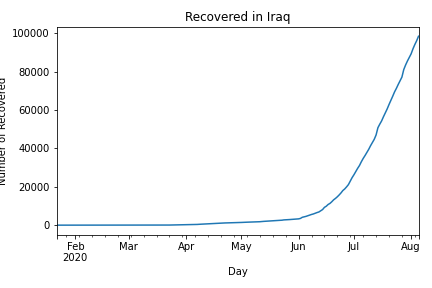 Recovered in Iraq
Number of Recovered
100000
80000
60000
40000
20000
0
Feb Mar Apr May Jun Jul Aug
2020
Day